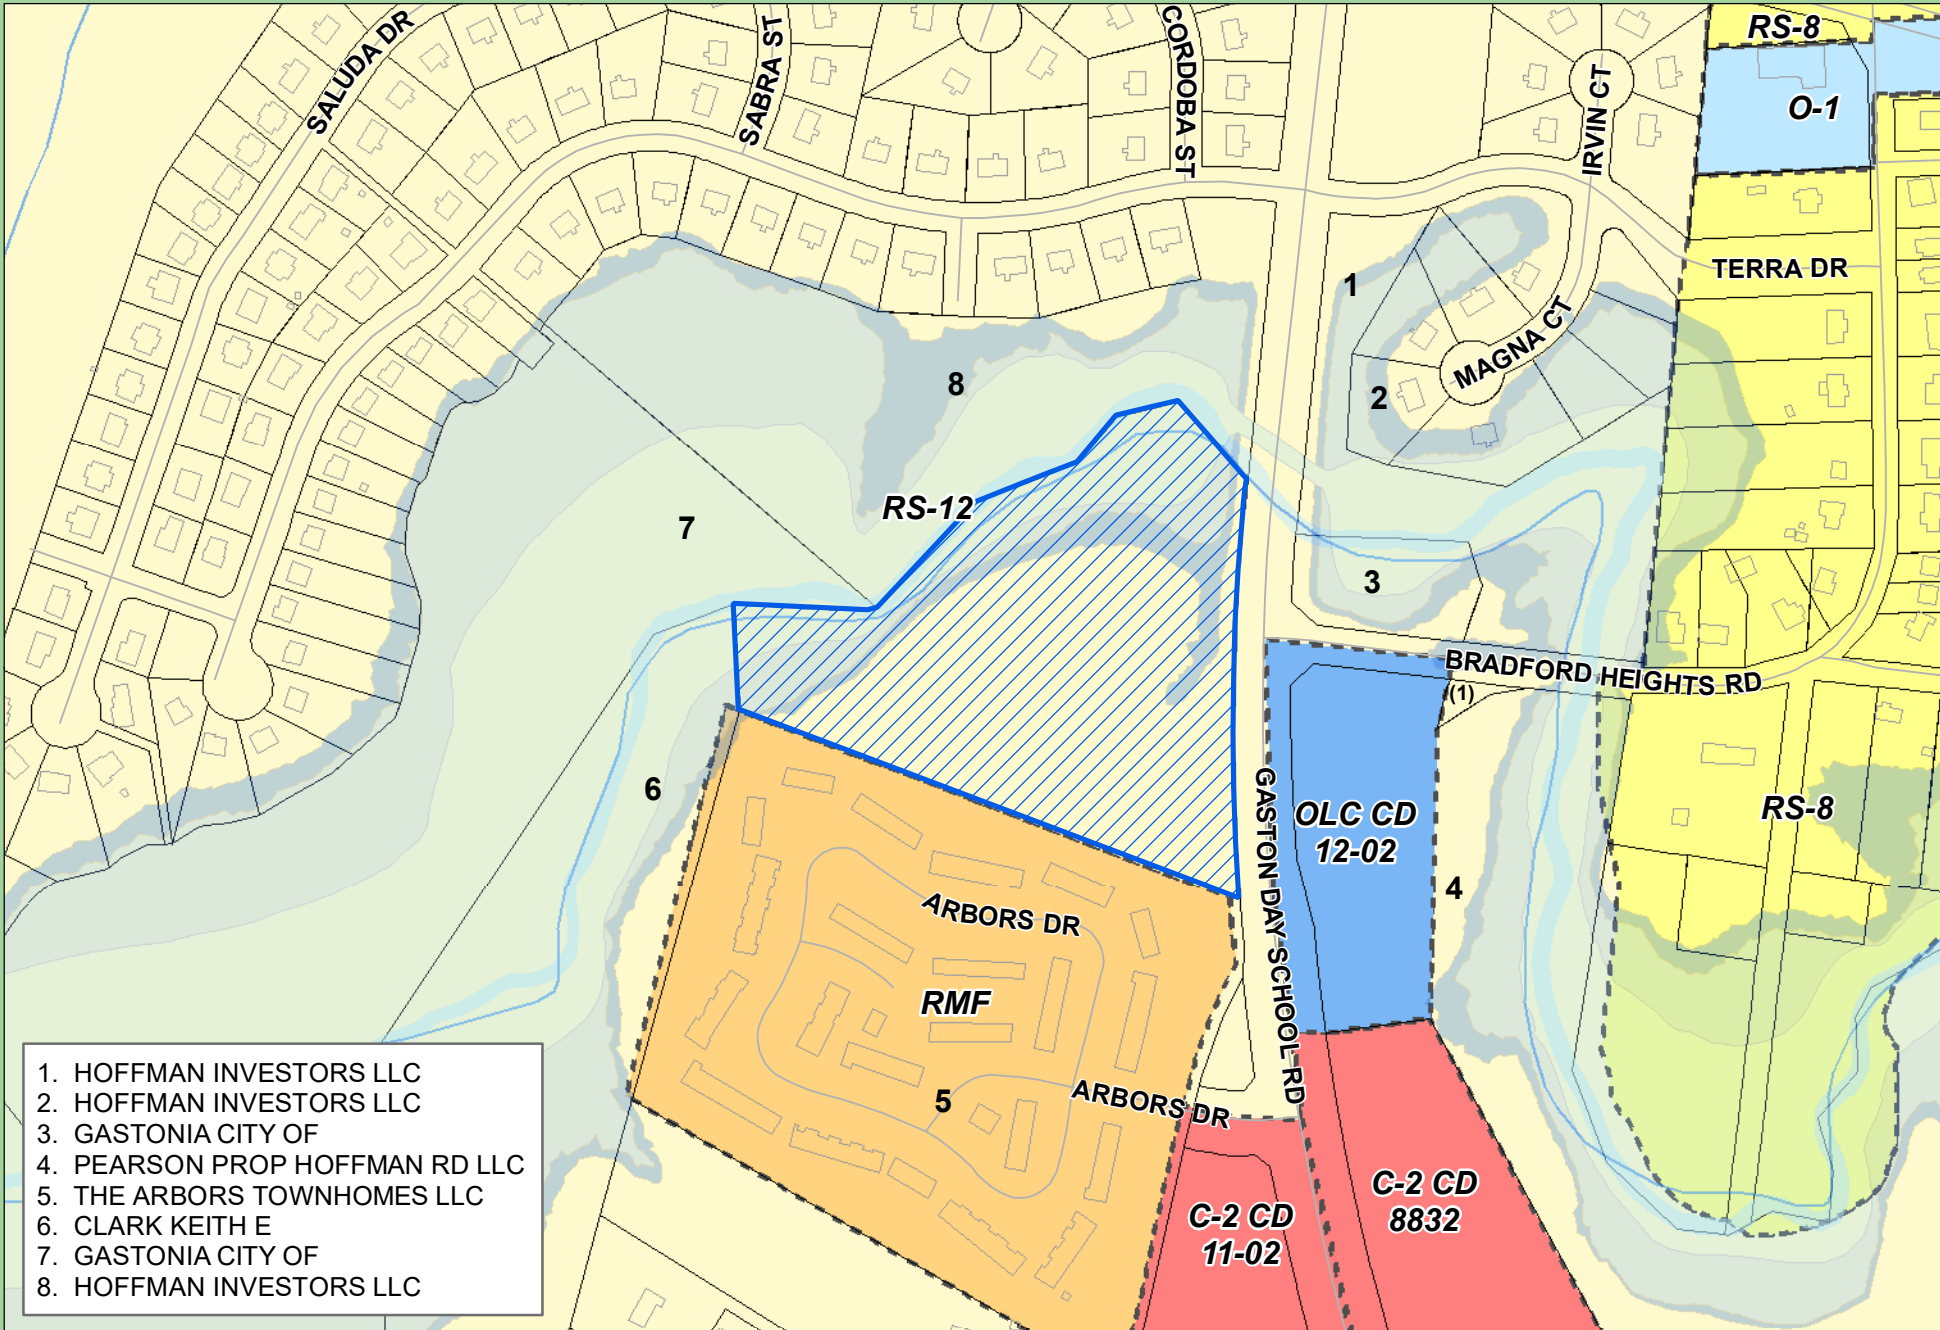 SALUDA DR
SABRA ST
CORDOBA ST
IRVIN CT
RS-8
O-1
TERRA DR
1
MAGNA CT
2
8
RS-12
7
3
BRADFORD HEIGHTS RD
(1)
6
GASTON DAY SCHOOL RD
OLC CD
12-02
RS-8
4
ARBORS DR
RMF
5
ARBORS DR
C-2 CD
11-02
C-2 CD
8832
1. HOFFMAN INVESTORS LLC
2. HOFFMAN INVESTORS LLC
3. GASTONIA CITY OF
4. PEARSON PROP HOFFMAN RD LLC
5. THE ARBORS TOWNHOMES LLC
6. CLARK KEITH E
7. GASTONIA CITY OF
8. HOFFMAN INVESTORS LLC